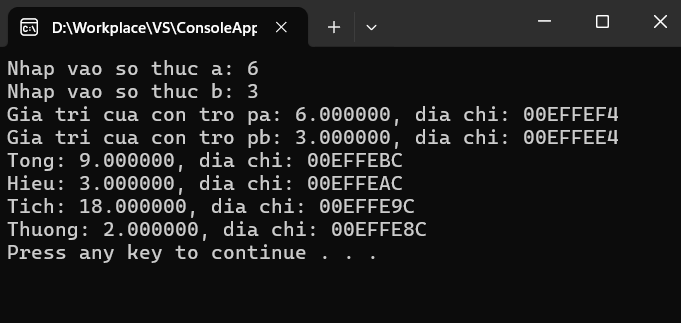 D:\Workplace\VS\ConsoleApp
Nhap vao so thuc a: 6
Nhap vao so thuc b: 3
Gia tri cua con tro pa: 6.000000, dia chi: 00EFFEF4
Gia tri cua con tro pb: 3.000000, dia chi: 00EFFEE4
Tong: 9.000000, dia chi: 00EFFEBC
Hieu: 3.000000, dia chi: 00EFFEAC
Tich: 18.000000, dia chi: 00EFFE9C
Thuong: 2.000000, dia chi: 00EFFE8C
Press any key to continue . . .